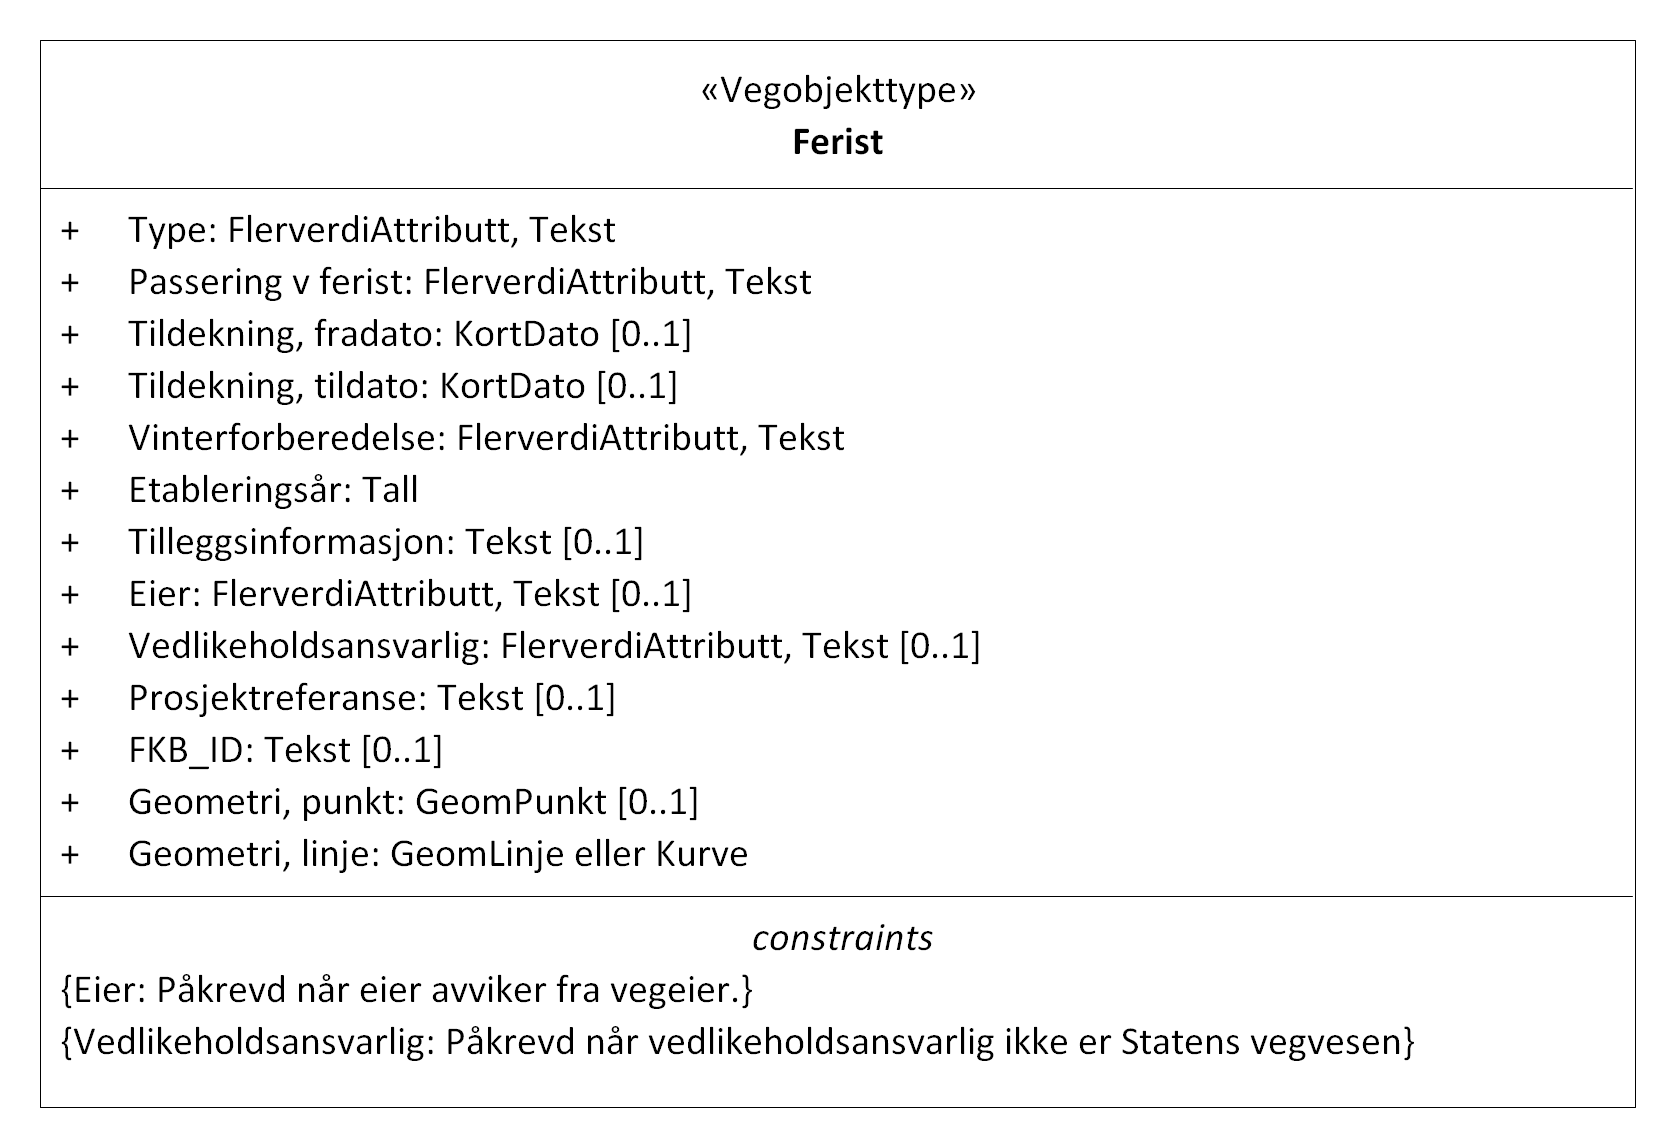 «Vegobjekttype»
Ferist
+ Type: FlerverdiAttributt, Tekst
+ Passering v ferist: FlerverdiAttributt, Tekst
+ Tildekning, fradato: KortDato [0..1]
+ Tildekning, tildato: KortDato [0..1]
+ Vinterforberedelse: FlerverdiAttributt, Tekst
+ Etableringsår: Tall
+ Tilleggsinformasjon: Tekst [0..1]
+ Eier: FlerverdiAttributt, Tekst [0..1]
+ Vedlikeholdsansvarlig: FlerverdiAttributt, Tekst [0..1]
+ Prosjektreferanse: Tekst [0..1]
+ FKB_ID: Tekst [0..1]
+ Geometri, punkt: GeomPunkt [0..1]
+ Geometri, linje: GeomLinje eller Kurve
constraints
{Eier: Påkrevd når eier avviker fra vegeier.}
{Vedlikeholdsansvarlig: Påkrevd når vedlikeholdsansvarlig ikke er Statens vegvesen}